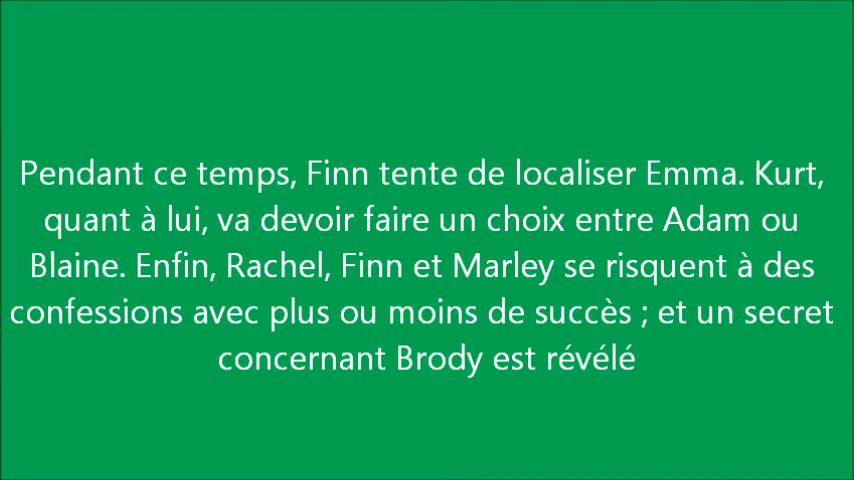 Pendant ce temps, Finn tente de localiser Emma. Kurt,
quant à lui, va devoir faire un choix entre Adam ou
Blaine. Enfin, Rachel, Finn et Marley se risquent à des
confessions avec plus ou moins de succès ; et un secret
concernant Brody est révélé